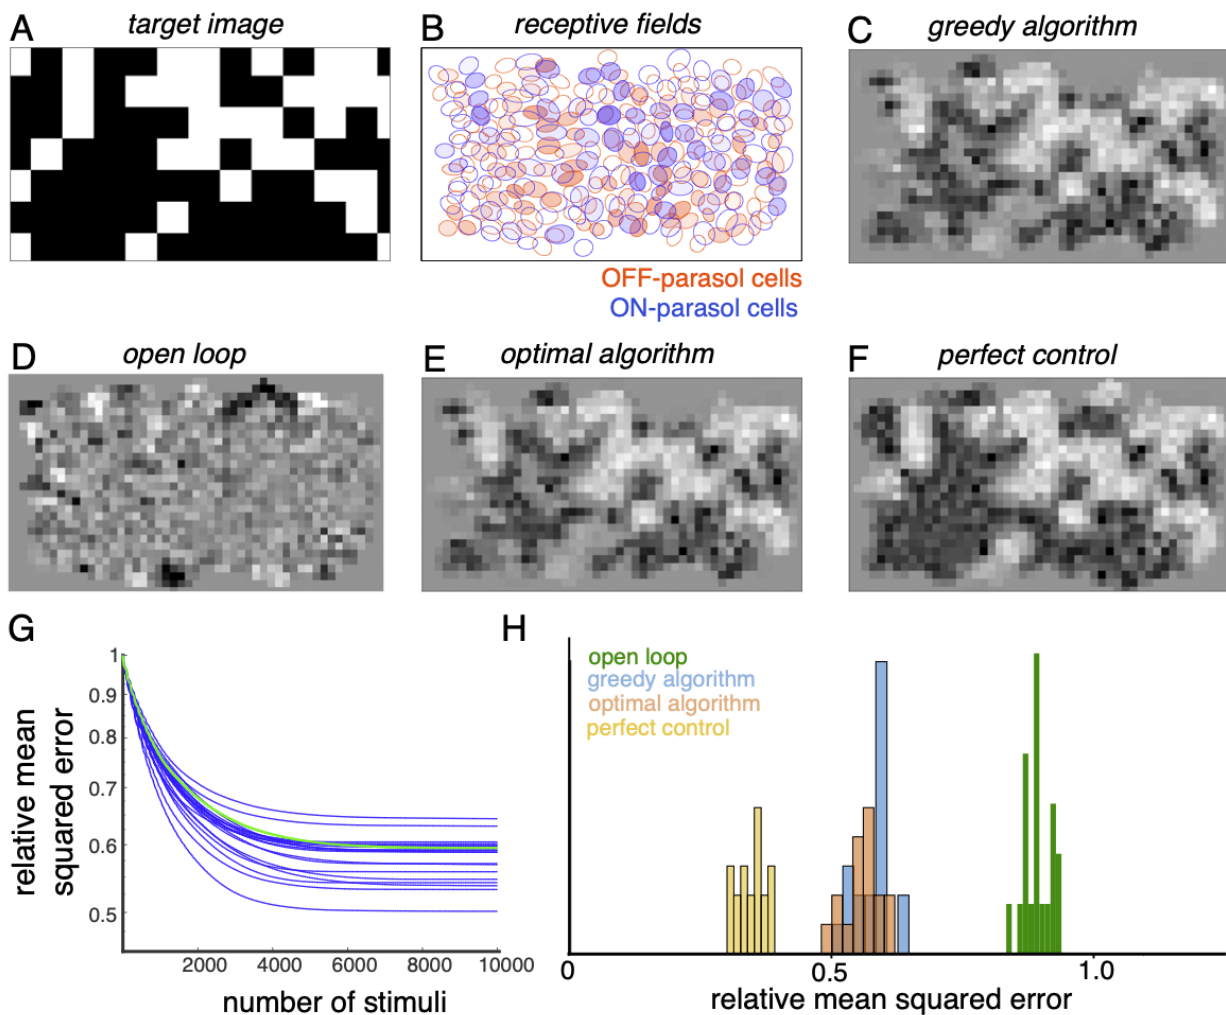 A target image
B receptive fields
C greedy algorithm
OFF-parasol cells
ON-parasol cells
D open loop
E optimal algorithm
F perfect control
G
1
0.9
0.8
0.7
0.6
0.5
relative mean
squared error
2000 4000 6000 8000 10000
number of stimuli
H
open loop
greedy algorithm
optimal algorithm
perfect control
0 0.5 1.0
relative mean squared error